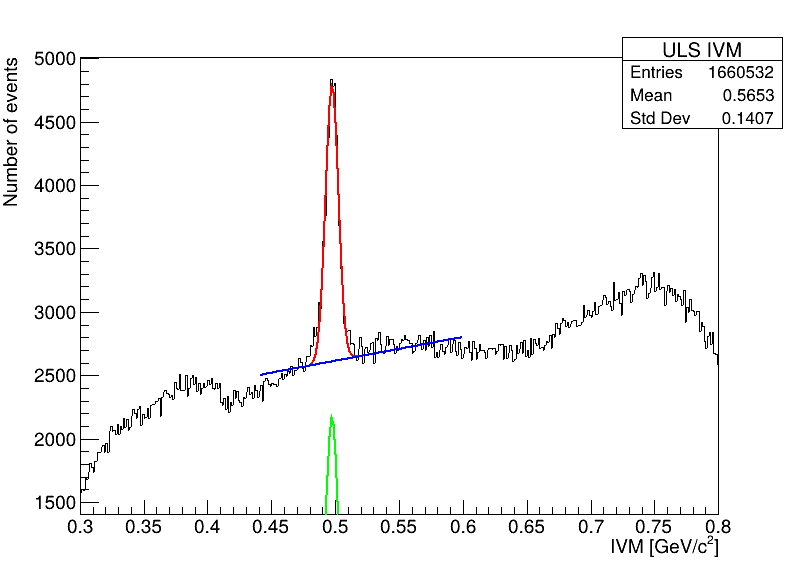 ULS IVM
Entries 1660532
Mean 0.5653
Std Dev 0.1407
Number of events
5000
4500
4000
3500
3000
2500
2000
1500
0.3 0.35 0.4 0.45 0.5 0.55 0.6 0.65 0.7 0.75 0.8
IVM [GeV/c²]